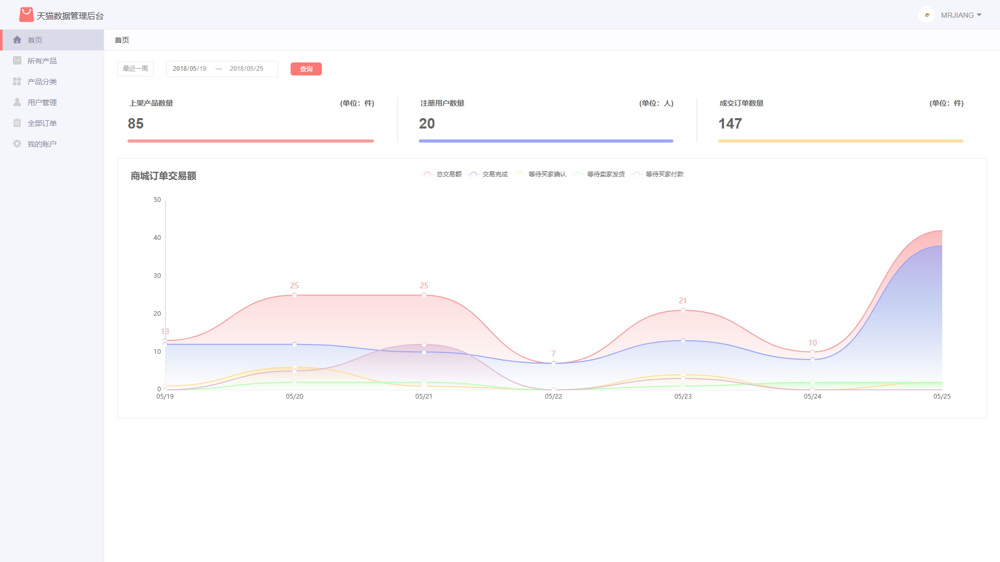 天猫数据管理后台
MRJIANG
首页
所有产品
产品分类
用户管理
全部订单
我的账户
首页
最近一周 2018/05/19 — 2018/05/25 查询
上架产品数量 (单位：件)
85
注册用户数量 (单位：人)
20
成交订单数量 (单位：件)
147
商城订单交易额
总交易额 交易完成 等待买家确认 等待卖家发货 等待买家付款
50
40
30
20
10
0
13
25
25
7
21
10
05/19 05/20 05/21 05/22 05/23 05/24 05/25